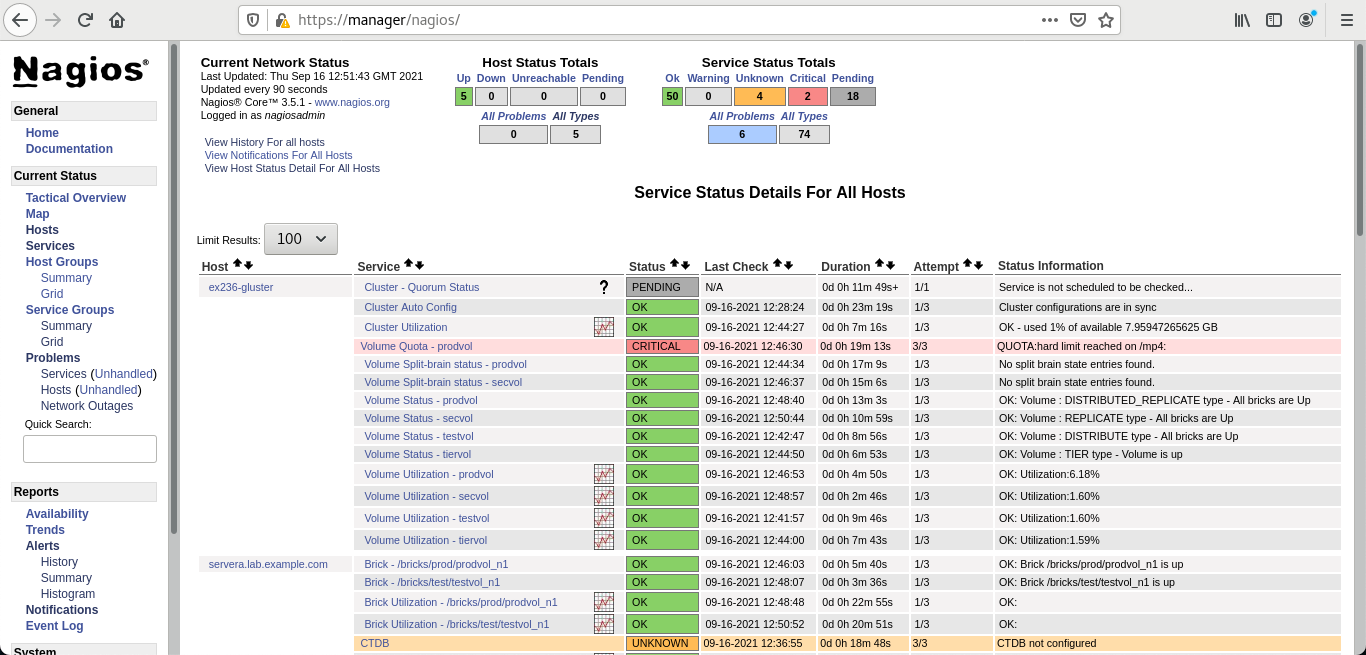 https://manager/nagios/
Nagios®
General
Home
Documentation
Current Status
Tactical Overview
Map
Hosts
Services
Host Groups
Summary
Grid
Service Groups
Summary
Grid
Problems
Services (Unhandled)
Hosts (Unhandled)
Network Outages
Quick Search:
Reports
Availability
Trends
Alerts
History
Summary
Histogram
Notifications
Event Log
System
Current Network Status
Last Updated: Thu Sep 16 12:51:43 GMT 2021
Updated every 90 seconds
Nagios® Core™ 3.5.1 - www.nagios.org
Logged in as nagiosadmin
View History For all hosts
View Notifications For All Hosts
View Host Status Detail For All Hosts
Host Status Totals
Up Down Unreachable Pending
5 0 0 0
All Problems All Types
0 5
Service Status Totals
Ok Warning Unknown Critical Pending
50 0 4 2 18
All Problems All Types
6 74
Service Status Details For All Hosts
Limit Results: 100
Host Service Status Last Check Duration Attempt Status Information
ex236-gluster Cluster - Quorum Status ? PENDING N/A 0d 0h 11m 49s+ 1/1 Service is not scheduled to be checked...
Cluster Auto Config OK 09-16-2021 12:28:24 0d 0h 23m 19s 1/3 Cluster configurations are in sync
Cluster Utilization OK 09-16-2021 12:44:27 0d 0h 7m 16s 1/3 OK - used 1% of available 7.95947265625 GB
Volume Quota - prodvol CRITICAL 09-16-2021 12:46:30 0d 0h 19m 13s 3/3 QUOTA:hard limit reached on /mp4:
Volume Split-brain status - prodvol OK 09-16-2021 12:44:34 0d 0h 17m 9s 1/3 No split brain state entries found.
Volume Split-brain status - secvol OK 09-16-2021 12:46:37 0d 0h 15m 6s 1/3 No split brain state entries found.
Volume Status - prodvol OK 09-16-2021 12:48:40 0d 0h 13m 3s 1/3 OK: Volume : DISTRIBUTED_REPLICATE type - All bricks are Up
Volume Status - secvol OK 09-16-2021 12:50:44 0d 0h 10m 59s 1/3 OK: Volume : REPLICATE type - All bricks are Up
Volume Status - testvol OK 09-16-2021 12:42:47 0d 0h 8m 56s 1/3 OK: Volume : DISTRIBUTE type - All bricks are Up
Volume Status - tiervol OK 09-16-2021 12:44:50 0d 0h 6m 53s 1/3 OK: Volume : TIER type - Volume is up
Volume Utilization - prodvol OK 09-16-2021 12:46:53 0d 0h 4m 50s 1/3 OK: Utilization:6.18%
Volume Utilization - secvol OK 09-16-2021 12:48:57 0d 0h 2m 46s 1/3 OK: Utilization:1.60%
Volume Utilization - testvol OK 09-16-2021 12:41:57 0d 0h 9m 46s 1/3 OK: Utilization:1.60%
Volume Utilization - tiervol OK 09-16-2021 12:44:00 0d 0h 7m 43s 1/3 OK: Utilization:1.59%
servera.lab.example.com Brick - /bricks/prod/prodvol_n1 OK 09-16-2021 12:46:03 0d 0h 5m 40s 1/3 OK: Brick /bricks/prod/prodvol_n1 is up
Brick - /bricks/test/testvol_n1 OK 09-16-2021 12:48:07 0d 0h 3m 36s 1/3 OK: Brick /bricks/test/testvol_n1 is up
Brick Utilization - /bricks/prod/prodvol_n1 OK 09-16-2021 12:48:48 0d 0h 22m 55s 1/3 OK:
Brick Utilization - /bricks/test/testvol_n1 OK 09-16-2021 12:50:52 0d 0h 20m 51s 1/3 OK:
CTDB UNKNOWN 09-16-2021 12:36:55 0d 0h 18m 48s 3/3 CTDB not configured